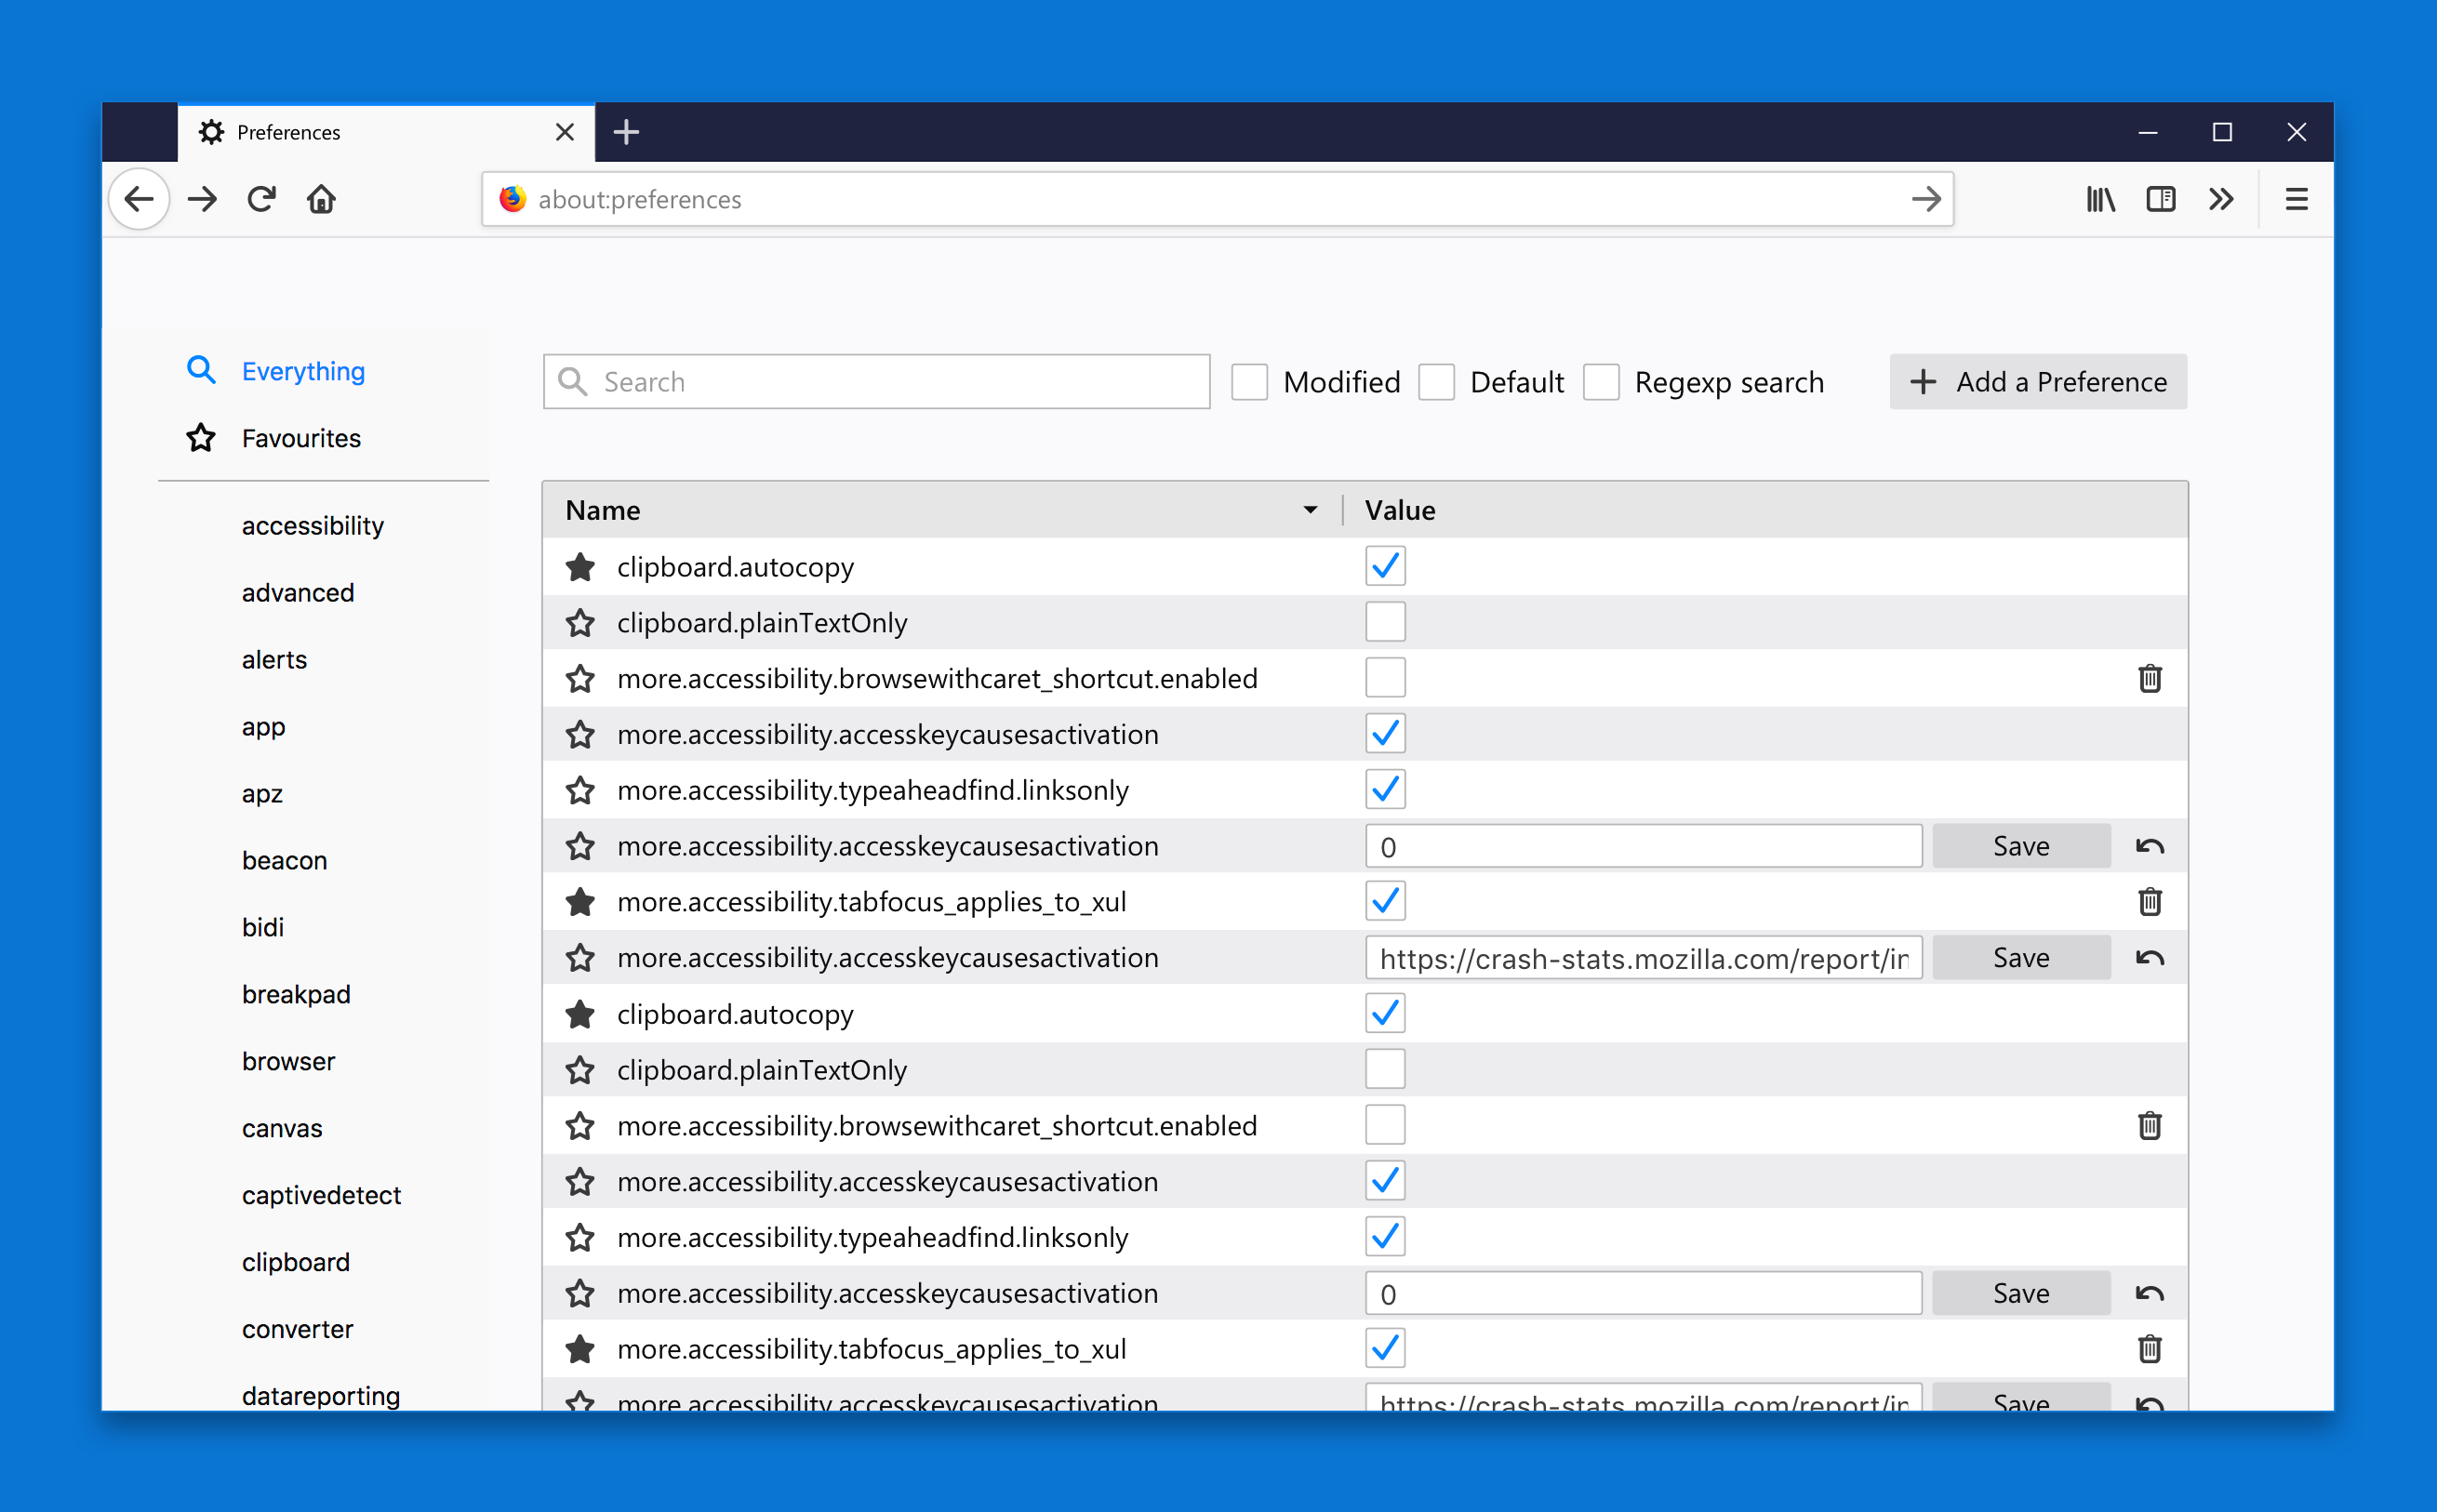 Preferences
about:preferences
Everything
Favourites
accessibility
advanced
alerts
app
apz
beacon
bidi
breakpad
browser
canvas
captivedetect
clipboard
converter
datareporting
Search
Modified
Default
Regexp search
Add a Preference
Name Value
clipboard.autocopy
clipboard.plainTextOnly
more.accessibility.browsewithcaret_shortcut.enabled
more.accessibility.accesskeycausesactivation
more.accessibility.typeaheadfind.linksonly
more.accessibility.accesskeycausesactivation 0 Save
more.accessibility.tabfocus_applies_to_xul
more.accessibility.accesskeycausesactivation https://crash-stats.mozilla.com/report/in Save
clipboard.autocopy
clipboard.plainTextOnly
more.accessibility.browsewithcaret_shortcut.enabled
more.accessibility.accesskeycausesactivation
more.accessibility.typeaheadfind.linksonly
more.accessibility.accesskeycausesactivation 0 Save
more.accessibility.tabfocus_applies_to_xul
more.accessibility.accesskeycausesactivation https://crash-stats.mozilla.com/report/in Save